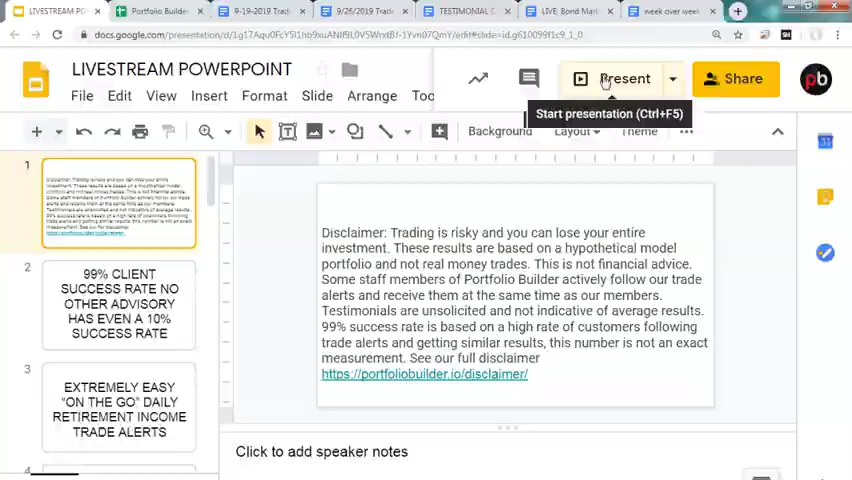 LIVESTREAM POWERPOINT
Portfolio Builder
9-19-2019 Trad
9/26/2019 Trad
TESTIMONIAL
LIVE: Bond Mark
week over week
docs.google.com/presentation/d/
LIVESTREAM POWERPOINT
File Edit View Insert Format Slide Arrange
Present
Share
pb
Start presentation (Ctrl+F5)
Background
Layout
Theme
1
Disclaimer: Trading is risky and you can lose your entire
investment. These results are based on a hypothetical model
portfolio and not real money trades. This is not financial advice.
Some staff members of Portfolio Builder actively follow our trade
alerts and receive them at the same time as our members.
Testimonials are unsolicited and not indicative of average results.
99% success rate is based on a high rate of customers following
trade alerts and getting similar results, this number is not an exact
measurement. See our full disclaimer
https://portfoliobuilder.io/disclaimer/
2
99% CLIENT
SUCCESS RATE NO
OTHER ADVISORY
HAS EVEN A 10%
SUCCESS RATE
3
EXTREMELY EASY
“ON THE GO” DAILY
RETIREMENT INCOME
TRADE ALERTS
4
Click to add speaker notes